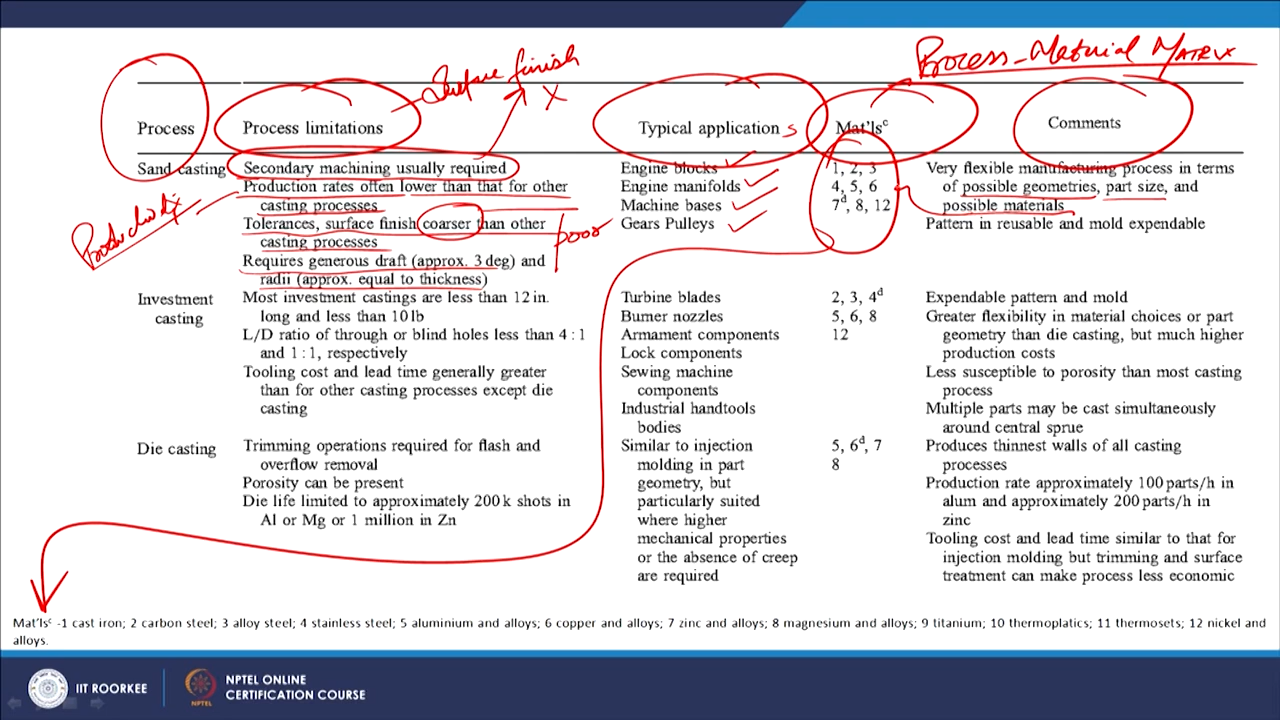 Process-Material MATRIX
Surface finish
X
Process
Process limitations
Typical applications
Mat'lsᶜ
Comments
Sand casting
Secondary machining usually required
Production rates often lower than that for other
casting processes
Tolerances, surface finish coarser than other
casting processes
Requires generous draft (approx. 3 deg) and
radii (approx. equal to thickness)
Productivity
poor
Engine blocks
Engine manifolds
Machine bases
Gears Pulleys
1, 2, 3
4, 5, 6
7ᵈ, 8, 12
Very flexible manufacturing process in terms
of possible geometries, part size, and
possible materials
Pattern in reusable and mold expendable
Investment
casting
Most investment castings are less than 12 in.
long and less than 10 lb
L/D ratio of through or blind holes less than 4 : 1
and 1 : 1, respectively
Tooling cost and lead time generally greater
than for other casting processes except die
casting
Turbine blades
Burner nozzles
Armament components
Lock components
Sewing machine
components
Industrial handtools
bodies
2, 3, 4ᵈ
5, 6, 8
12
Expendable pattern and mold
Greater flexibility in material choices or part
geometry than die casting, but much higher
production costs
Less susceptible to porosity than most casting
process
Multiple parts may be cast simultaneously
around central sprue
Die casting
Trimming operations required for flash and
overflow removal
Porosity can be present
Die life limited to approximately 200 k shots in
Al or Mg or 1 million in Zn
Similar to injection
molding in part
geometry, but
particularly suited
where higher
mechanical properties
or the absence of creep
are required
5, 6ᵈ, 7
8
Produces thinnest walls of all casting
processes
Production rate approximately 100 parts/h in
alum and approximately 200 parts/h in
zinc
Tooling cost and lead time similar to that for
injection molding but trimming and surface
treatment can make process less economic
Mat'lsᶜ -1 cast iron; 2 carbon steel; 3 alloy steel; 4 stainless steel; 5 aluminium and alloys; 6 copper and alloys; 7 zinc and alloys; 8 magnesium and alloys; 9 titanium; 10 thermoplatics; 11 thermosets; 12 nickel and
alloys.
IIT ROORKEE
NPTEL
NPTEL ONLINE
CERTIFICATION COURSE